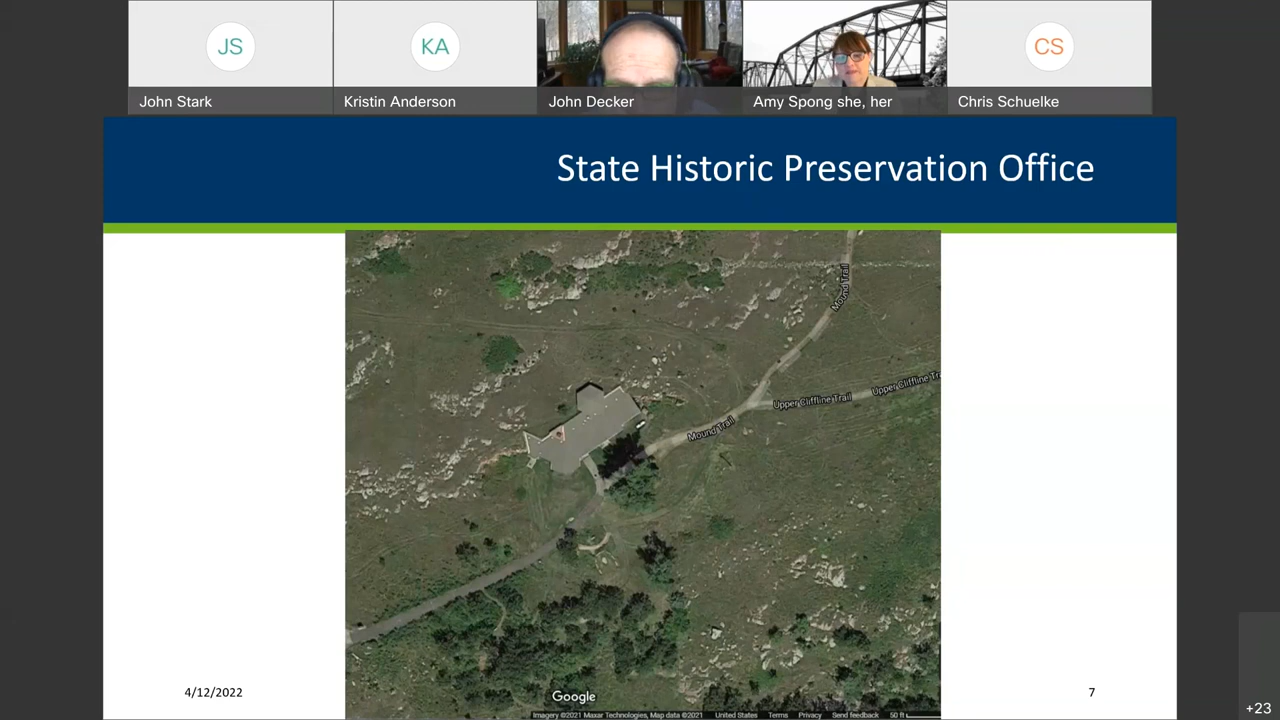 JS
KA
CS
John Stark
Kristin Anderson
John Decker
Amy Spong she, her
Chris Schuelke
State Historic Preservation Office
Mound Trail
Upper Cliffline Tra
Upper Cliffline Trail
Mound Trail
4/12/2022
Google
7
Imagery ©2021 Maxar Technologies, Map data ©2021 United States Terms Privacy Send feedback 50 ft
+23